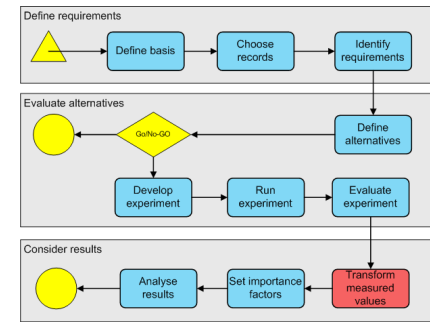 Define requirements
Define basis
Choose
records
Identify
requirements
Evaluate alternatives
Go/No-GO
Define
alternatives
Develop
experiment
Run
experiment
Evaluate
experiment
Consider results
Analyse
results
Set importance
factors
Transform
measured
values